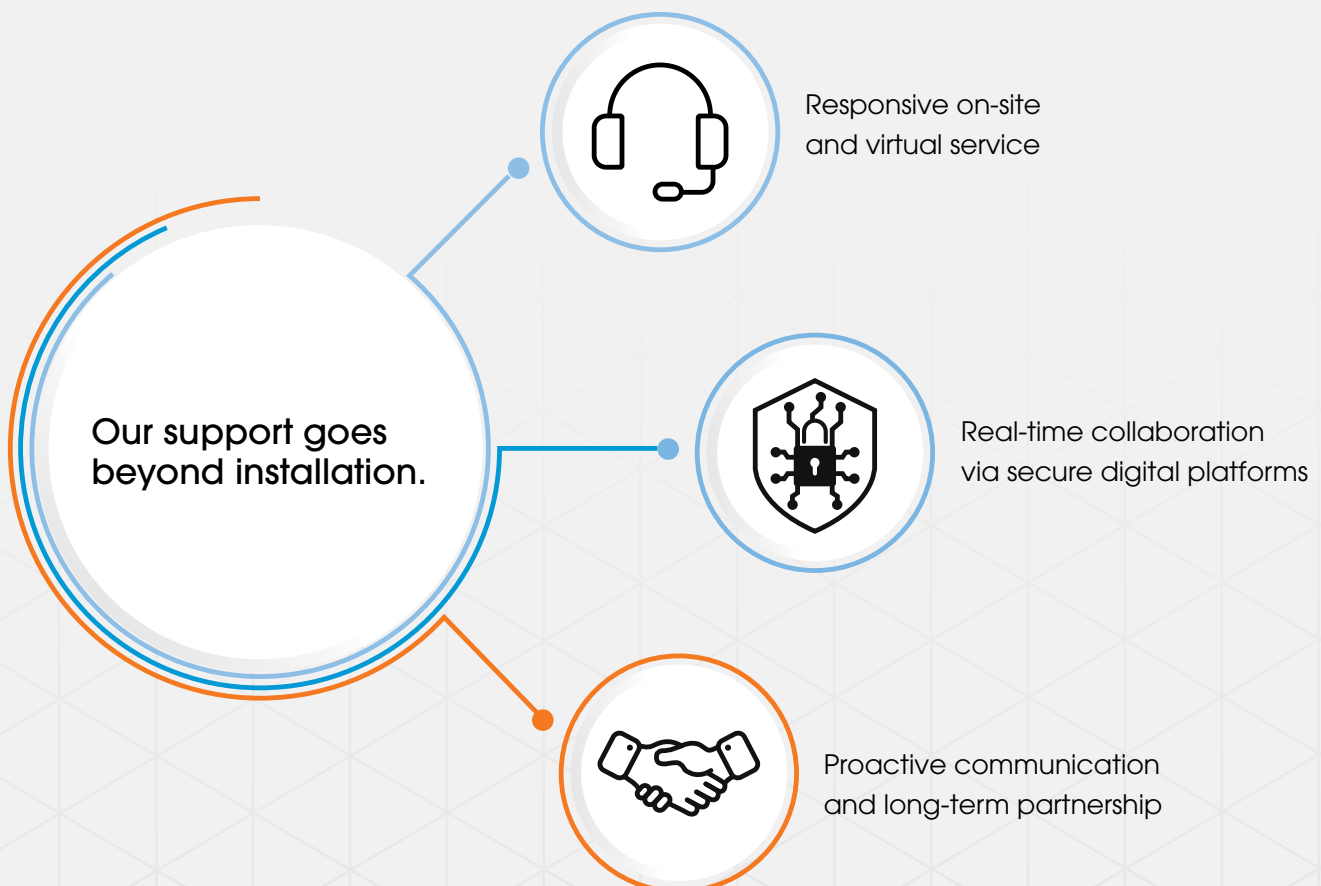 Responsive on-site
and virtual service
Our support goes
beyond installation.
Real-time collaboration
via secure digital platforms
Proactive communication
and long-term partnership